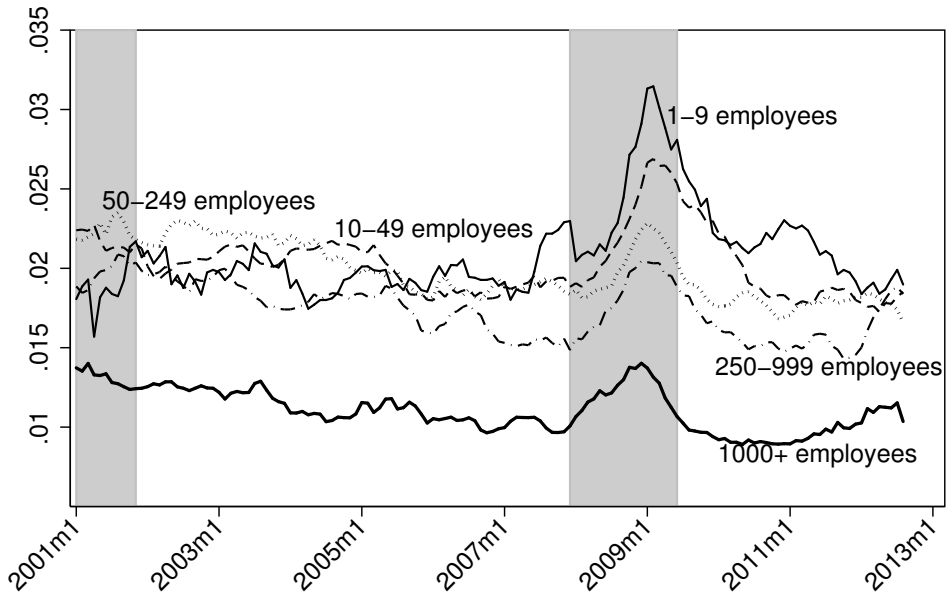 .035
.03
.025
.02
.015
.01
1–9 employees
50–249 employees
10–49 employees
250–999 employees
1000+ employees
2001m1
2003m1
2005m1
2007m1
2009m1
2011m1
2013m1